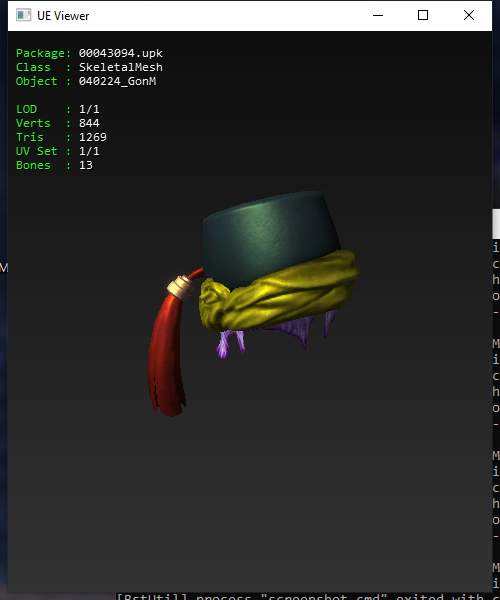 UE Viewer
Package: 00043094.upk
Class : SkeletalMesh
Object : 040224_GonM
LOD : 1/1
Verts : 844
Tris : 1269
UV Set : 1/1
Bones : 13
M
i
c
h
o
-
M
i
c
h
o
-
M
i
c
h
o
-
M
i
[BstUtil] process "screenshot.cmd" exited with c